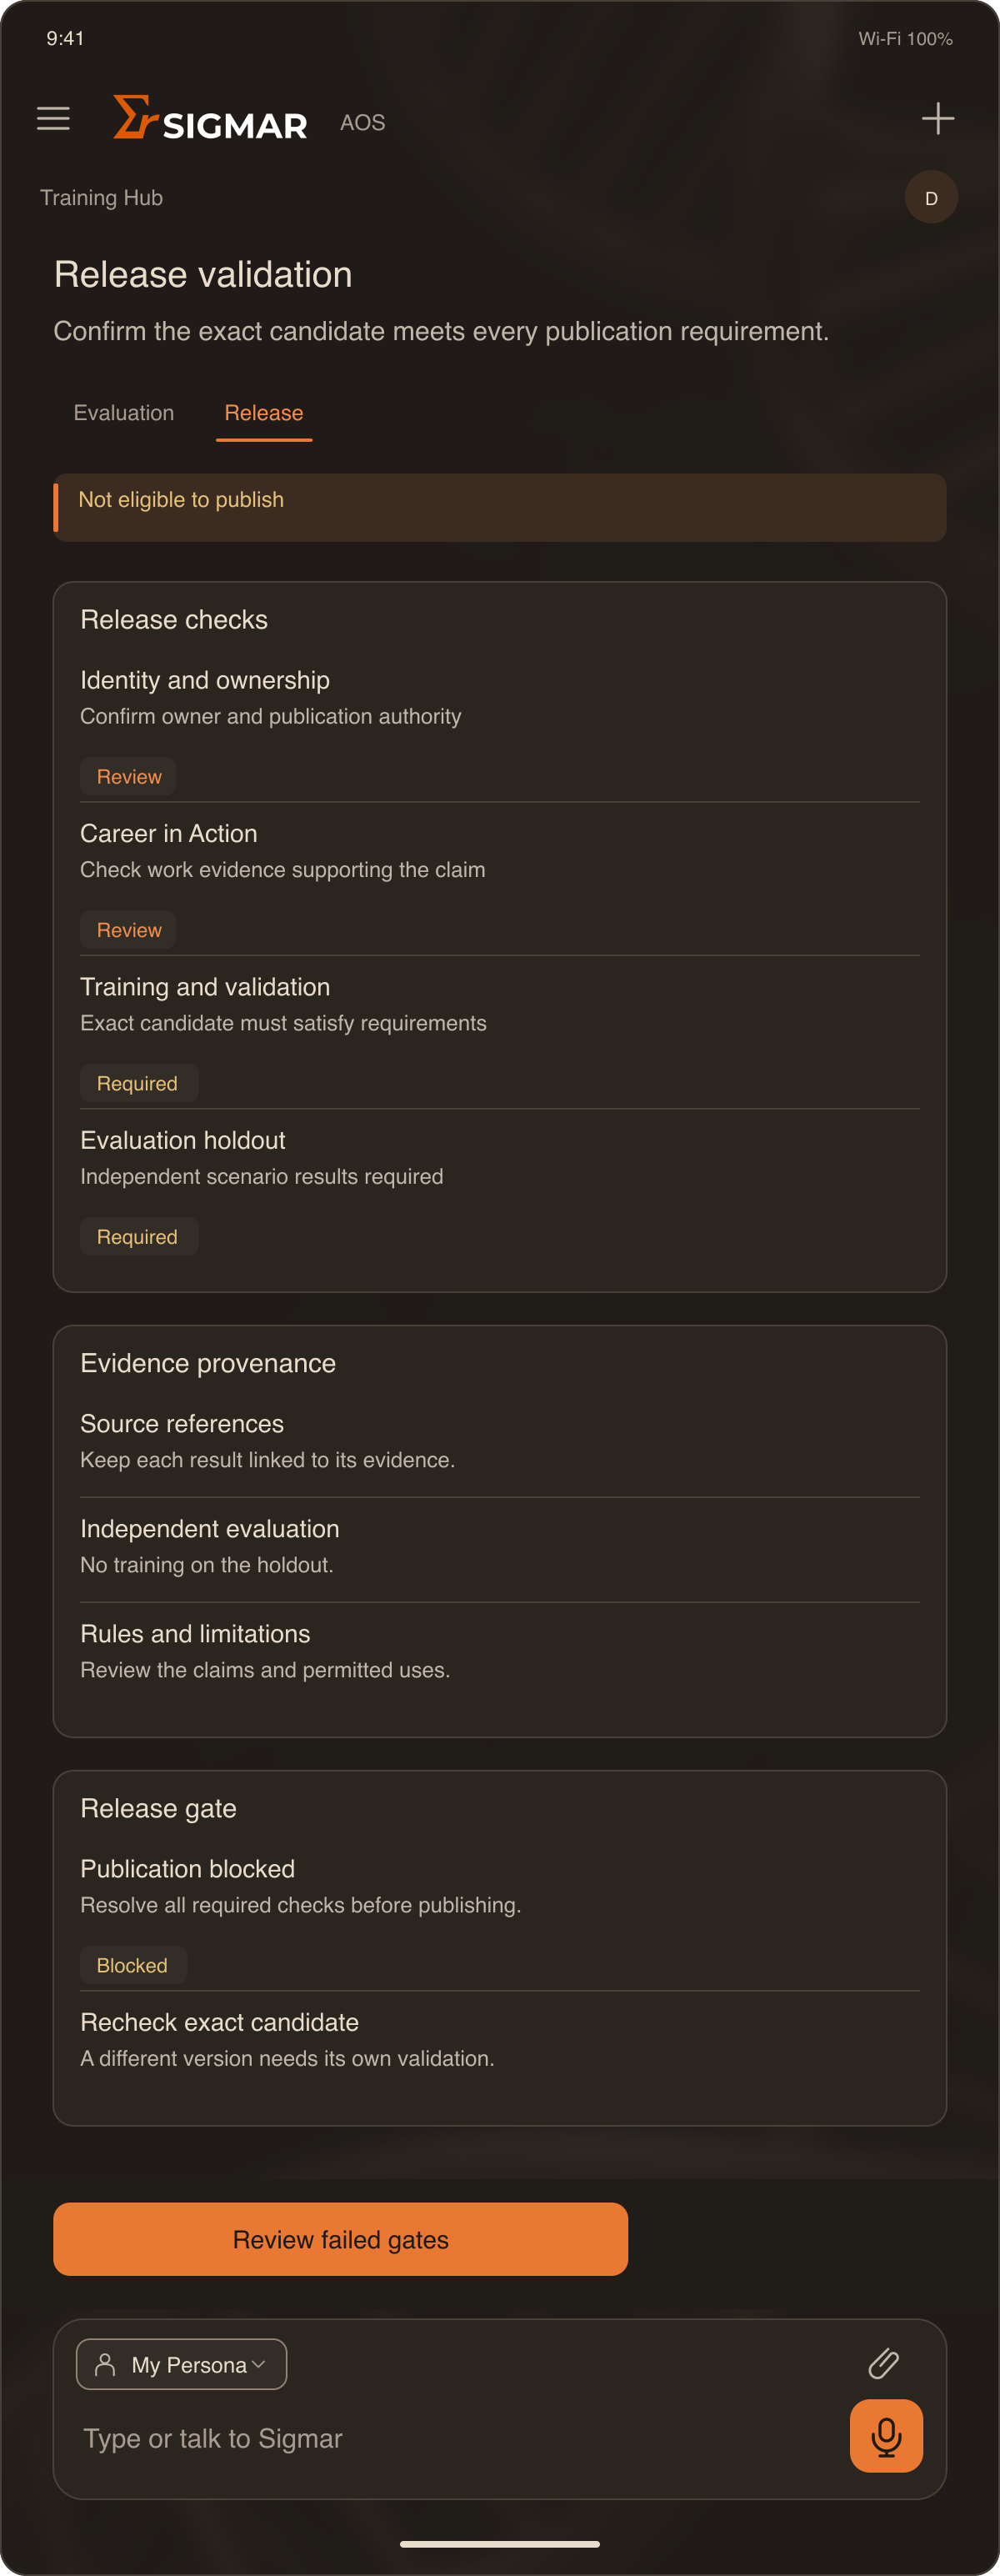 9:41
Wi-Fi 100%
Σr SIGMAR AOS
Training Hub
D
Release validation
Confirm the exact candidate meets every publication requirement.
Evaluation
Release
Not eligible to publish
Release checks
Identity and ownership
Confirm owner and publication authority
Review
Career in Action
Check work evidence supporting the claim
Review
Training and validation
Exact candidate must satisfy requirements
Required
Evaluation holdout
Independent scenario results required
Required
Evidence provenance
Source references
Keep each result linked to its evidence.
Independent evaluation
No training on the holdout.
Rules and limitations
Review the claims and permitted uses.
Release gate
Publication blocked
Resolve all required checks before publishing.
Blocked
Recheck exact candidate
A different version needs its own validation.
Review failed gates
My Persona
Type or talk to Sigmar